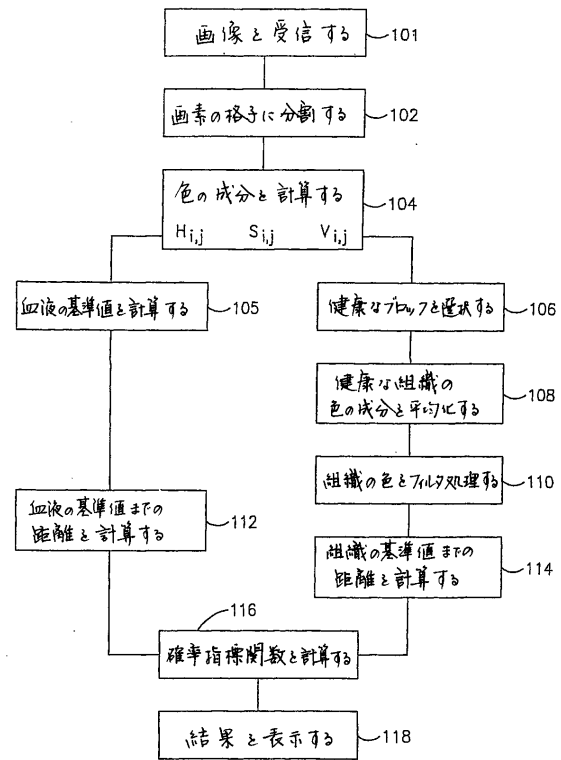 画像を受信する
101
画素の格子に分割する
102
色の成分を計算する
Hi,j Si,j Vi,j
104
血液の基準値を計算する
105
健康なブロックを選択する
106
健康な組織の
色の成分を平均化する
108
組織の色をフィルタ処理する
110
血液の基準値までの
距離を計算する
112
組織の基準値までの
距離を計算する
114
116
確率指標関数を計算する
結果を表示する
118